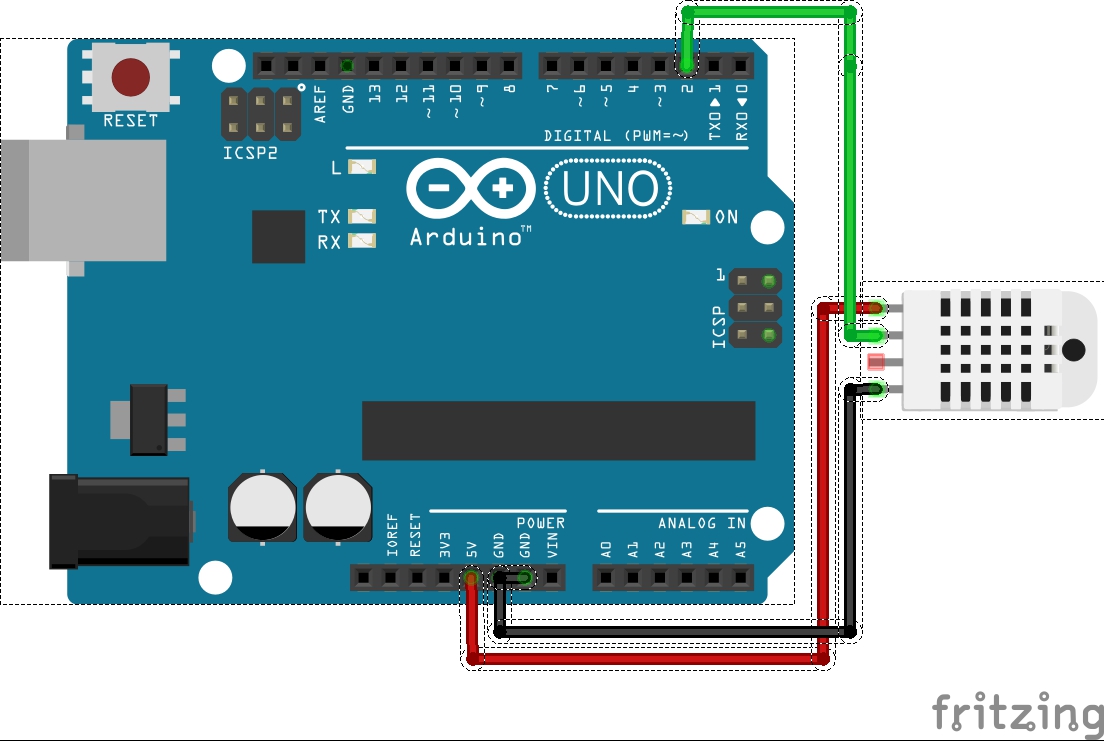 RESET
ICSP2
AREF
GND
13
12
~11
~10
~9
8
7
~6
~5
4
~3
2
TX0▶1
RX0◀0
DIGITAL (PWM=~)
L
TX
RX
Arduino™
UNO
ON
1
ICSP
POWER
ANALOG IN
IOREF
RESET
3V3
5V
GND
GND
VIN
A0
A1
A2
A3
A4
A5
fritzing